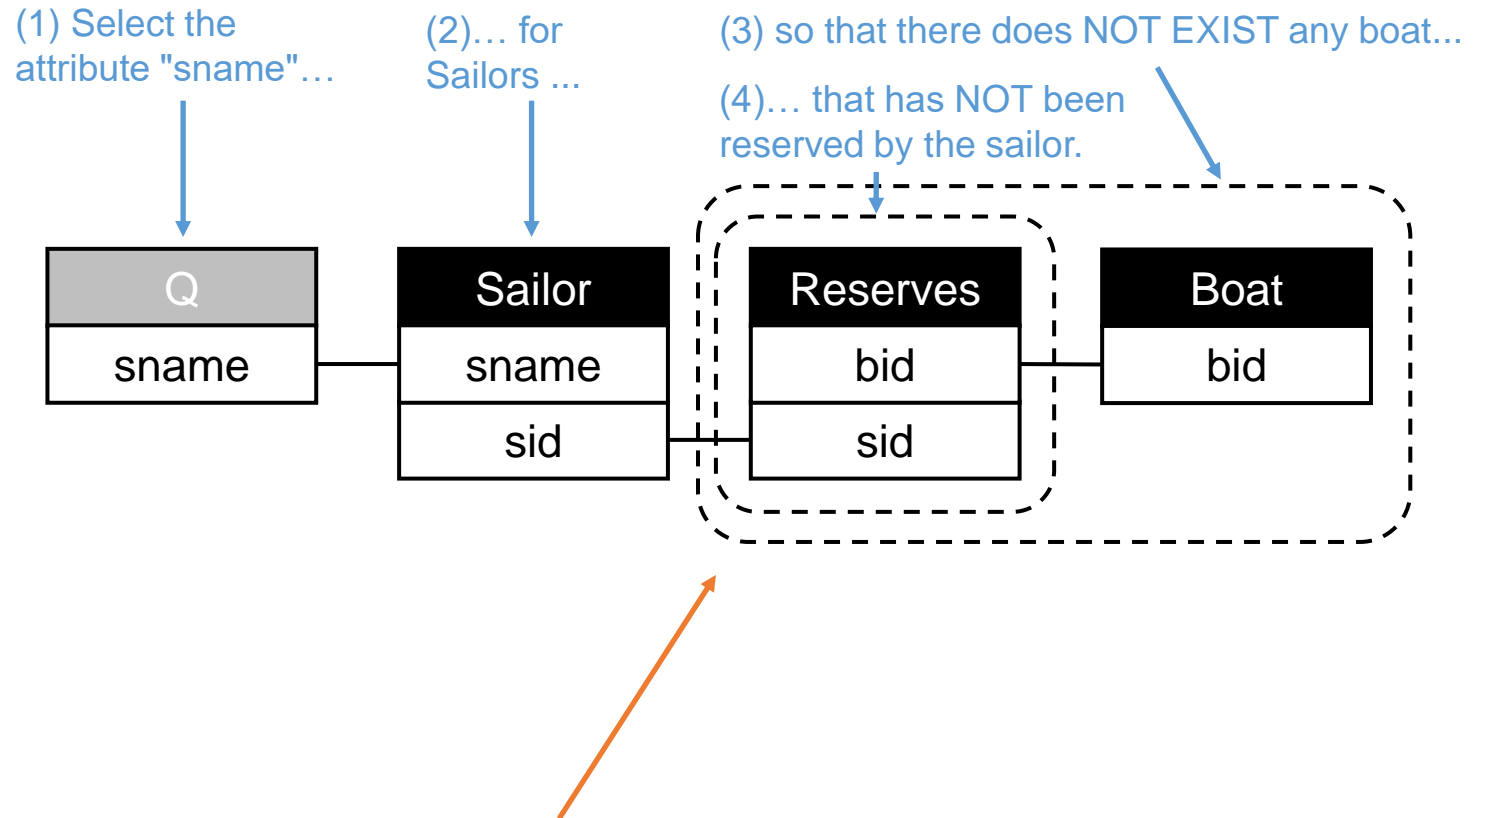 (1) Select the
attribute "sname"…
(2)… for
Sailors ...
(3) so that there does NOT EXIST any boat...
(4)… that has NOT been
reserved by the sailor.
Q
sname
Sailor
sname
sid
Reserves
bid
sid
Boat
bid